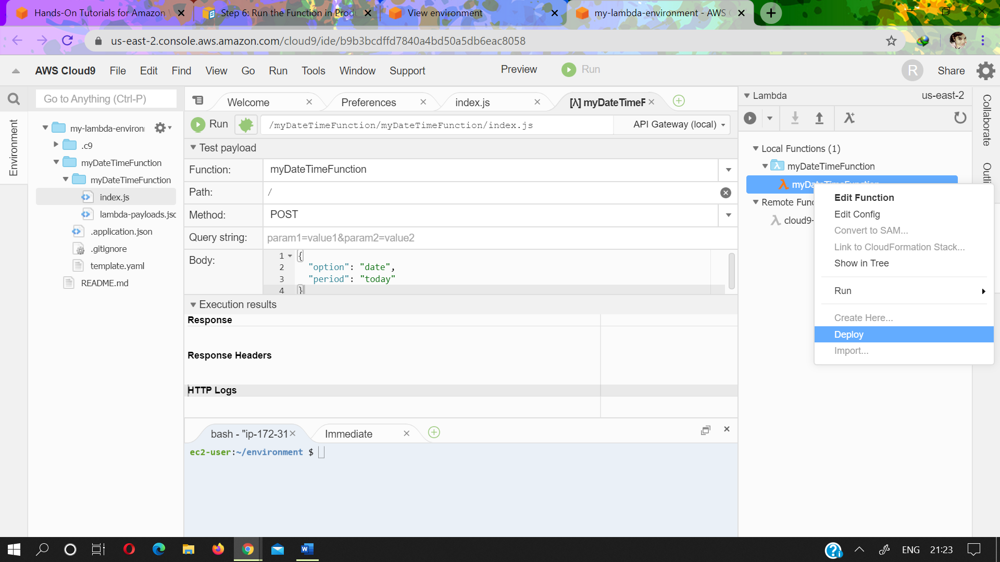 Hands-On Tutorials for Amazon
Step 6: Run the Function in Prod
View environment
my-lambda-environment - AWS
us-east-2.console.aws.amazon.com/cloud9/ide/b9b3bcdffd7840a4bd50a5db6eac8058
AWS Cloud9 File Edit Find View Go Run Tools Window Support Preview Run R Share
Go to Anything (Ctrl-P)
Welcome
Preferences
index.js
[λ] myDateTimeF
Lambda us-east-2
Collaborate
Outli
Environment
my-lambda-environ
.c9
myDateTimeFunction
myDateTimeFunction
index.js
lambda-payloads.jso
.application.json
.gitignore
template.yaml
README.md
Run /myDateTimeFunction/myDateTimeFunction/index.js API Gateway (local)
Test payload
Function: myDateTimeFunction
Path: /
Method: POST
Query string: param1=value1&param2=value2
Body:
1 {
2 "option": "date",
3 "period": "today"
4 }
Execution results
Response
Response Headers
HTTP Logs
bash - "ip-172-31
Immediate
ec2-user:~/environment $
Local Functions (1)
myDateTimeFunction
myDateTimeFunction
Remote Func
cloud9-
Edit Function
Edit Config
Convert to SAM...
Link to CloudFormation Stack...
Show in Tree
Run
Create Here...
Deploy
Import...
ENG 21:23